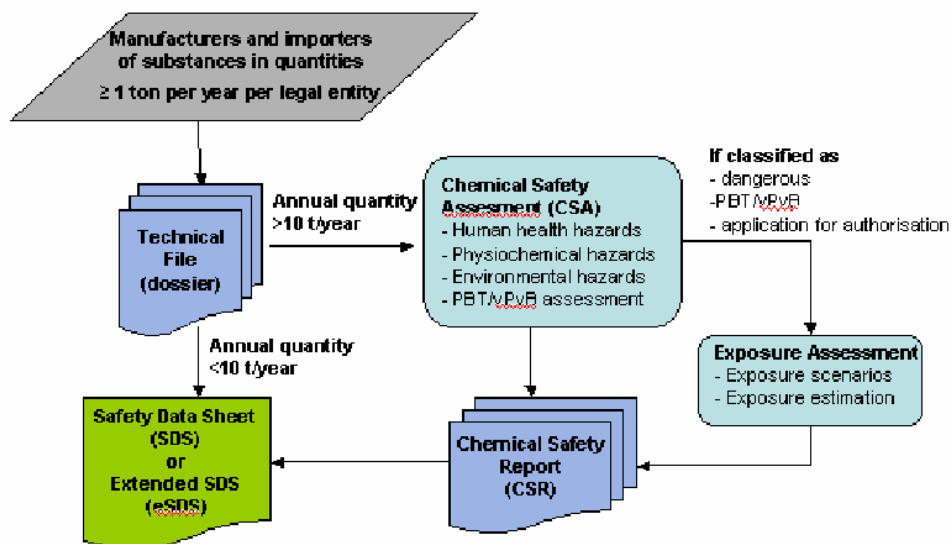 Manufacturers and importers
of substances in quantities
≥ 1 ton per year per legal entity
Technical
File
(dossier)
Annual quantity
>10 t/year
Chemical Safety
Assesment (CSA)
- Human health hazards
- Physiochemical hazards
- Environmental hazards
- PBT/vPvB assessment
If classified as
- dangerous
-PBT/vPvB
- application for authorisation
Exposure Assessment
- Exposure scenarios
- Exposure estimation
Annual quantity
<10 t/year
Safety Data Sheet
(SDS)
or
Extended SDS
(eSDS)
Chemical Safety
Report
(CSR)